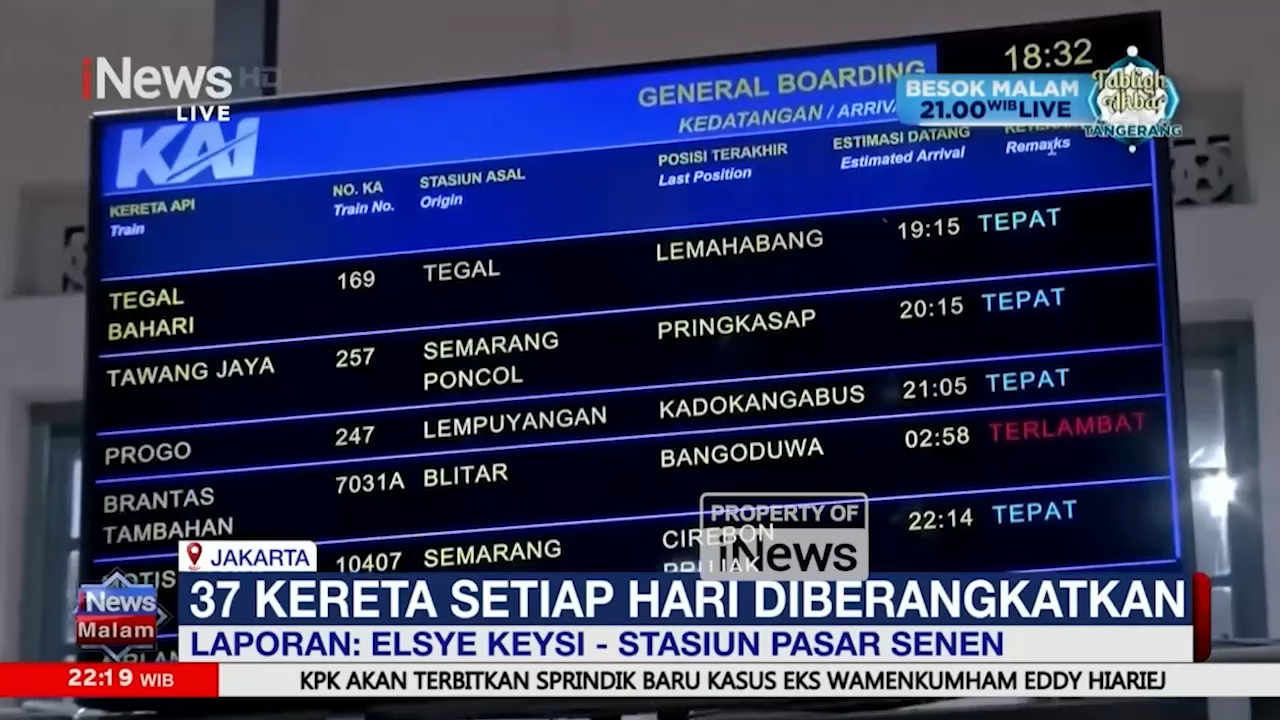 iNews HD
LIVE
18:32
BESOK MALAM
21.00 WIB LIVE
Tabligh
Akbar
TANGERANG
KAI
GENERAL BOARDING
KEDATANGAN /
KERETA API
Train
NO. KA
Train No.
STASIUN ASAL
Origin
POSISI TERAKHIR
Last Position
ESTIMASI DATANG
Estimated Arrival
Remarks
TEGAL BAHARI 169 TEGAL LEMAHABANG 19:15 TEPAT
TAWANG JAYA 257 SEMARANG PONCOL PRINGKASAP 20:15 TEPAT
PROGO 247 LEMPUYANGAN KADOKANGABUS 21:05 TEPAT
BRANTAS TAMBAHAN 7031A BLITAR BANGODUWA 02:58 TERLAMBAT
10407 SEMARANG CIREBON 22:14 TEPAT
PROPERTY OF
iNews
JAKARTA
iNews
Malam
37 KERETA SETIAP HARI DIBERANGKATKAN
LAPORAN: ELSYE KEYSI - STASIUN PASAR SENEN
22:19 WIB
KPK AKAN TERBITKAN SPRINDIK BARU KASUS EKS WAMENKUMHAM EDDY HIARIEJ